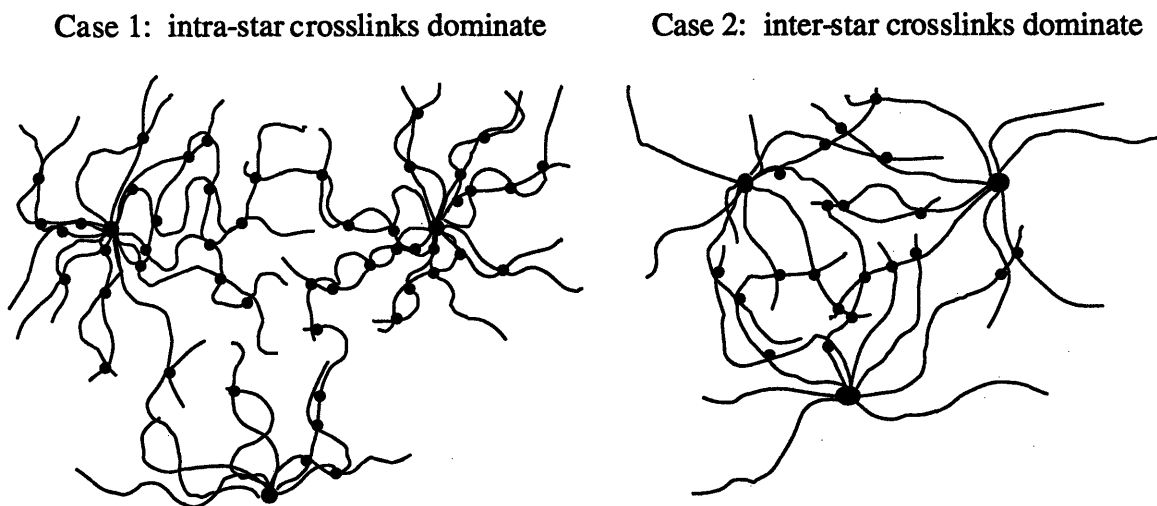 Case 1: intra-star crosslinks dominate
Case 2: inter-star crosslinks dominate